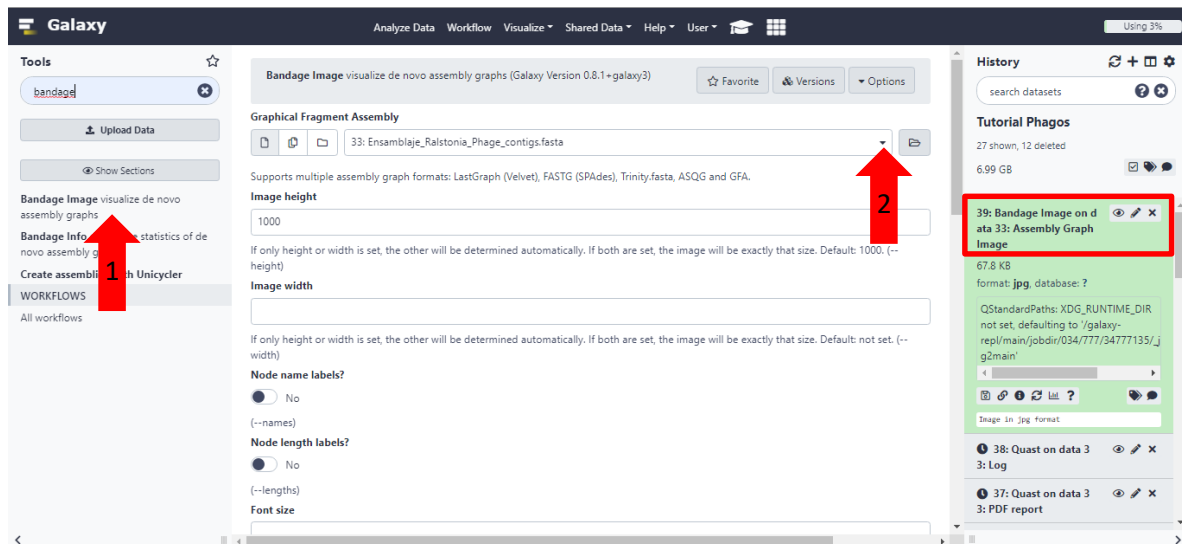 Galaxy
Analyze Data Workflow Visualize Shared Data Help User
Using 3%
Tools
bandage
Upload Data
Show Sections
Bandage Image visualize de novo
assembly graphs
Bandage Info statistics of de
novo assembly
Create assemblies with Unicycler
WORKFLOWS
All workflows
1
Bandage Image visualize de novo assembly graphs (Galaxy Version 0.8.1+galaxy3)
Favorite
Versions
Options
Graphical Fragment Assembly
33: Ensamblaje_Ralstonia_Phage_contigs.fasta
2
Supports multiple assembly graph formats: LastGraph (Velvet), FASTG (SPAdes), Trinity.fasta, ASQG and GFA.
Image height
1000
If only height or width is set, the other will be determined automatically. If both are set, the image will be exactly that size. Default: 1000. (--
height)
Image width
If only height or width is set, the other will be determined automatically. If both are set, the image will be exactly that size. Default: not set. (--
width)
Node name labels?
No
(--names)
Node length labels?
No
(--lengths)
Font size
History
search datasets
Tutorial Phagos
27 shown, 12 deleted
6.99 GB
39: Bandage Image on d
ata 33: Assembly Graph
Image
67.8 KB
format: jpg, database: ?
QStandardPaths: XDG_RUNTIME_DIR
not set, defaulting to '/galaxy-
repl/main/jobdir/034/777/34777135/_j
g2main'
Image in jpg format
38: Quast on data 3
3: Log
37: Quast on data 3
3: PDF report